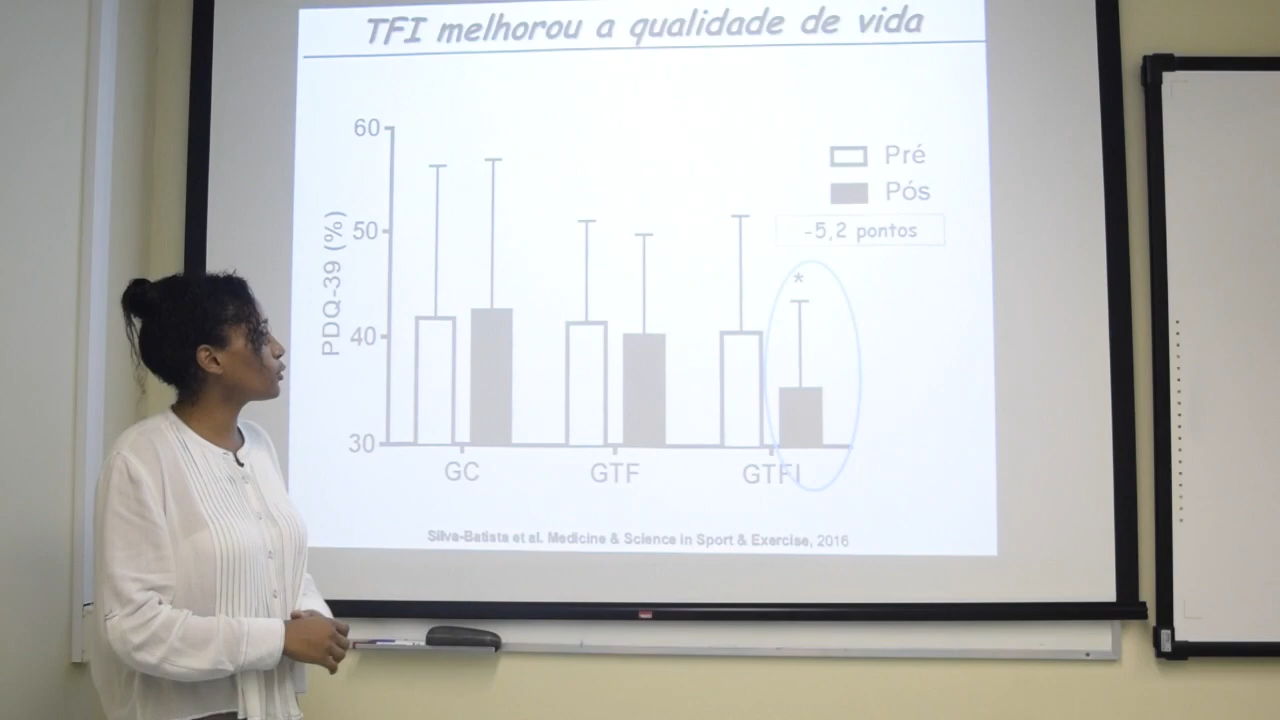 TFI melhorou a qualidade de vida
60
50
40
30
PDQ-39 (%)
Pré
Pós
-5,2 pontos
*
GC
GTF
GTFI
Silva-Batista et al. Medicine & Science in Sport & Exercise, 2016